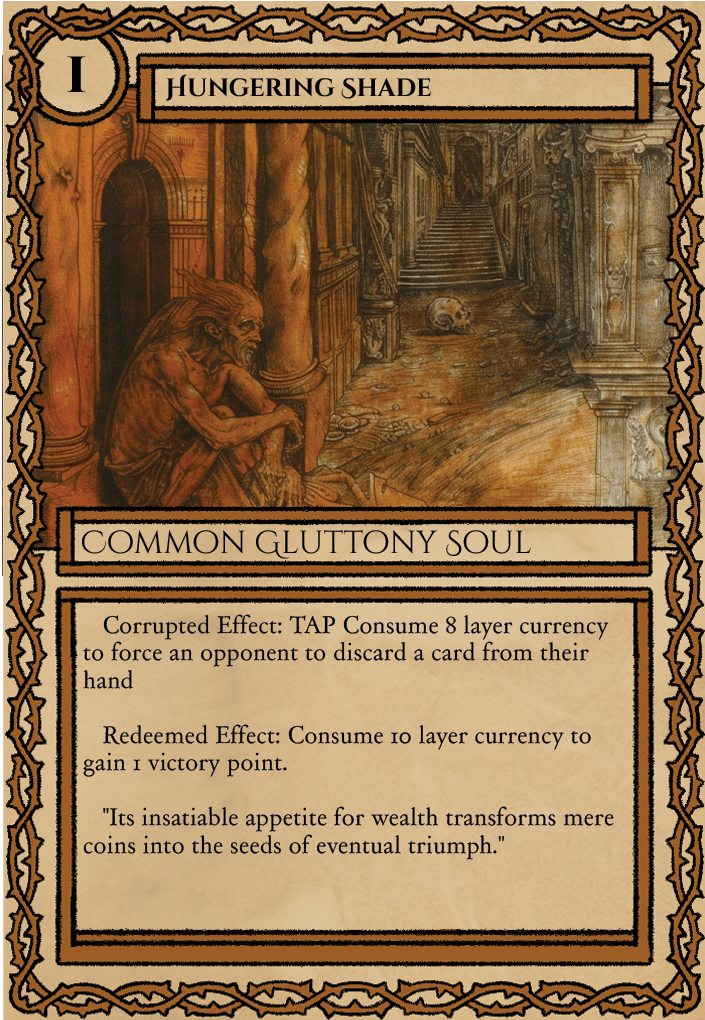 I
Hungering Shade
Common Gluttony Soul
Corrupted Effect: TAP Consume 8 layer currency
to force an opponent to discard a card from their
hand
Redeemed Effect: Consume 10 layer currency to
gain 1 victory point.
"Its insatiable appetite for wealth transforms mere
coins into the seeds of eventual triumph."